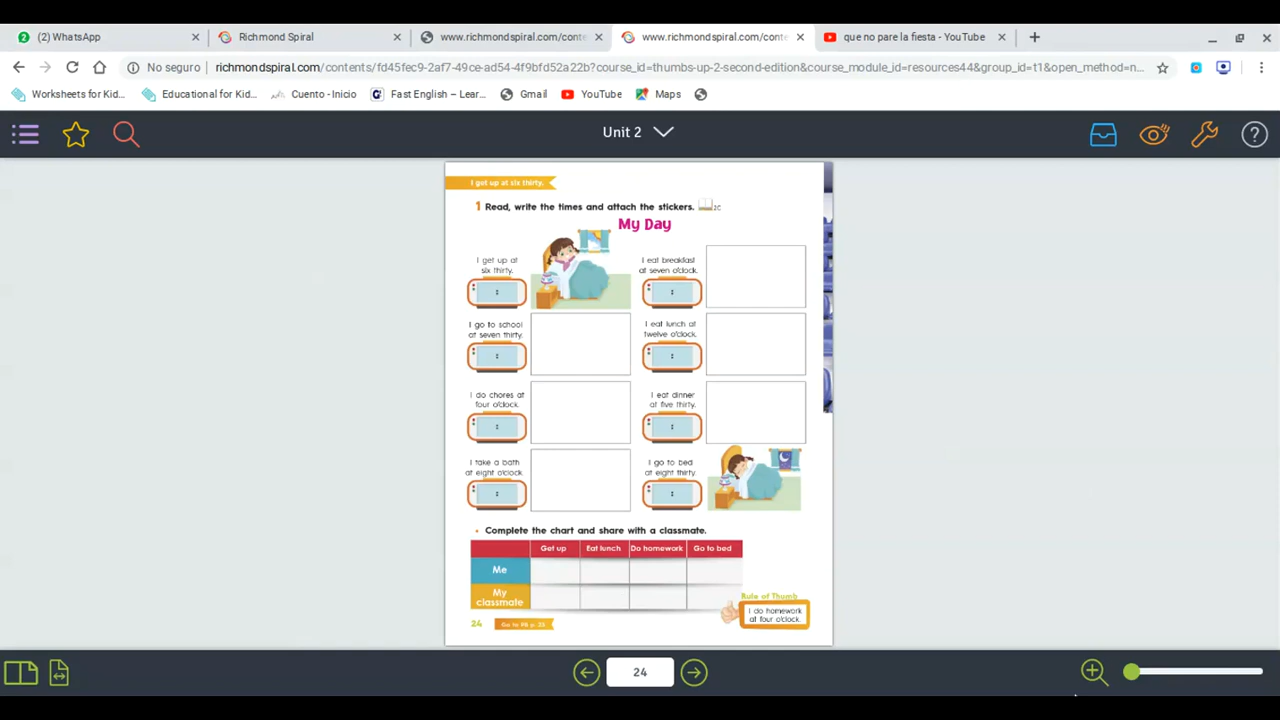 2 (2) WhatsApp × Richmond Spiral × www.richmondspiral.com/conte × www.richmondspiral.com/conte × que no pare la fiesta - YouTube × +
No seguro richmondspiral.com/contents/fd45fec9-2af7-49ce-ad54-4f9bfd52a22b?course_id=thumbs-up-2-second-edition&course_module_id=resources44&group_id=t1&open_method=n...
Worksheets for Kid... Educational for Kid... Cuento - Inicio Fast English – Lear... Gmail YouTube Maps
Unit 2
I get up at six thirty.
1 Read, write the times and attach the stickers. 2C
My Day
I get up at
six thirty.
:
I eat breakfast
at seven o'clock.
:
I go to school
at seven thirty.
:
I eat lunch at
twelve o'clock.
:
I do chores at
four o'clock.
:
I eat dinner
at five thirty.
:
I take a bath
at eight o'clock.
:
I go to bed
at eight thirty.
:
• Complete the chart and share with a classmate.
Get up Eat lunch Do homework Go to bed
Me
My
classmate
Rule of Thumb
I do homework
at four o'clock.
24 Go to PB p. 25
24